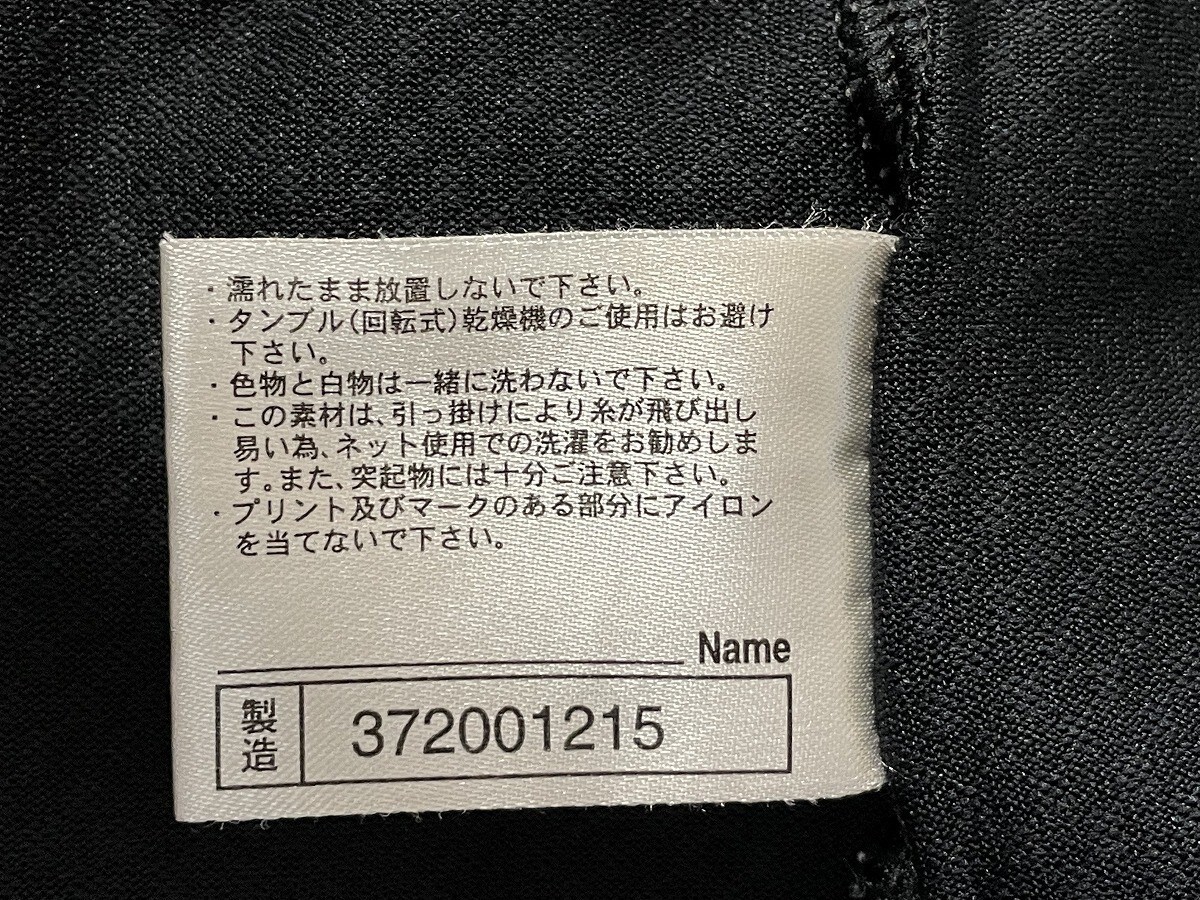 ・濡れたまま放置しないで下さい。
・タンブル(回転式)乾燥機のご使用はお避け
下さい。
・色物と白物は一緒に洗わないで下さい。
・この素材は、引っ掛けにより糸が飛び出し
易い為、ネット使用での洗濯をお勧めしま
す。また、突起物には十分ご注意下さい。
・プリント及びマークのある部分にアイロン
を当てないで下さい。
Name
製造 372001215